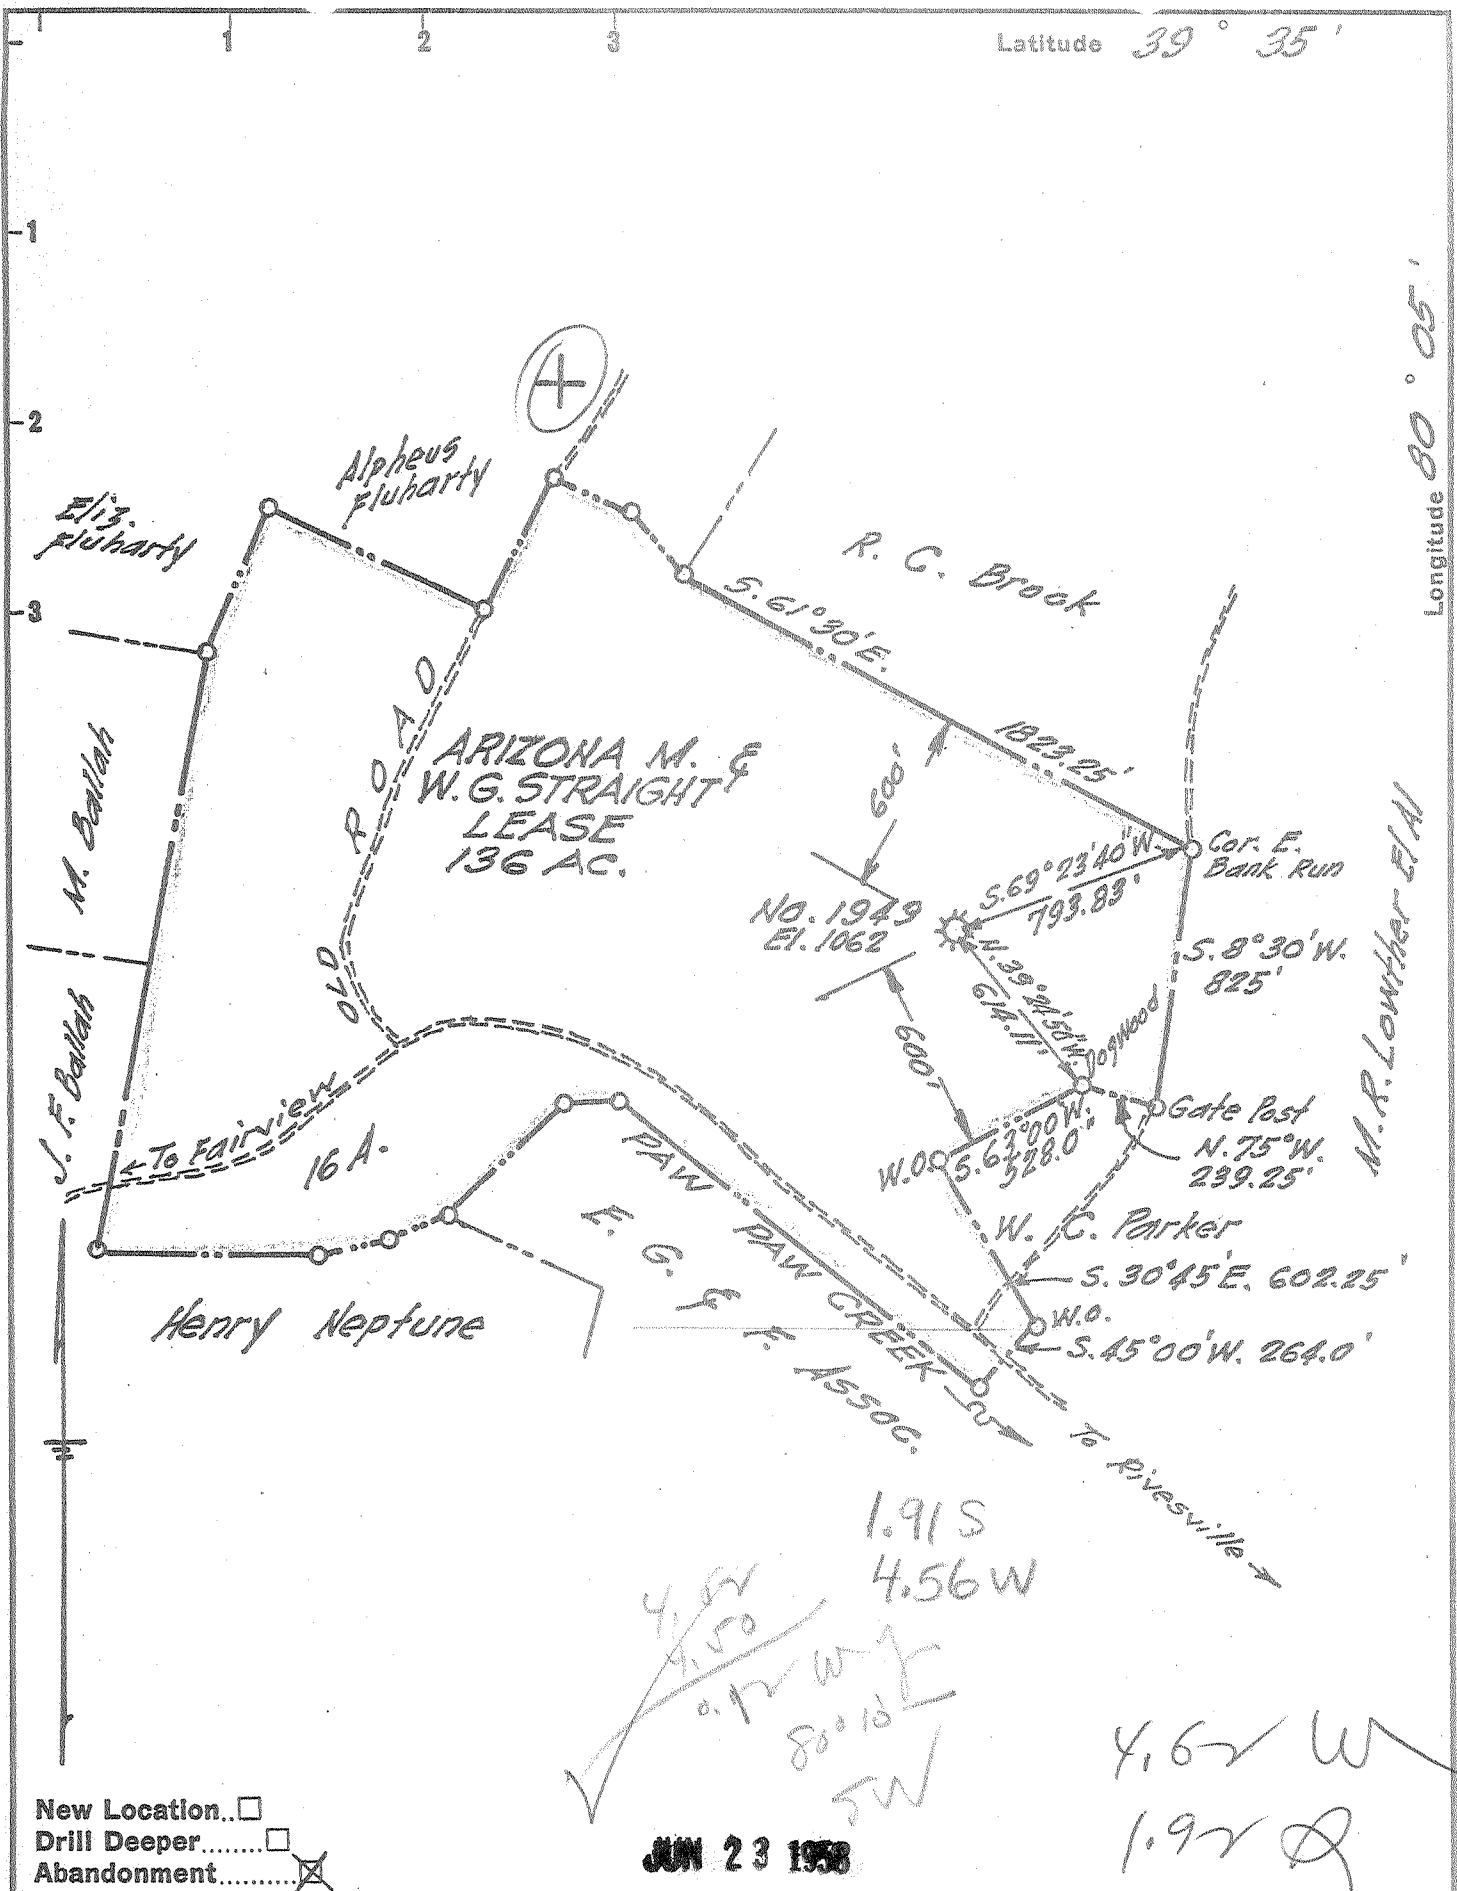 1
2
3
Latitude 39° 35'
1
2
3
Longitude 80° 05'
Alpheus
Fluharty
Eliz.
Fluharty
R. C. Brock
S. 61° 30' E.
1823.25'
OLD ROAD
ARIZONA M. &
W. G. STRAIGHT
LEASE
136 AC.
M. Ballah
600'
Cor. E.
Bank Run
S. 69° 23' 40" W.
793.83'
No. 1949
El. 1062
S. 8° 30' W.
825'
M. R. Lowther Et Al
614.11'
Dogwood
J. F. Ballah
600'
Gate Post
N. 75° W.
239.25'
To Fairview
16 A.
W.O.
528.0'
W. C. Parker
S. 30° 45' E. 602.25'
W.O.
S. 45° 00' W. 264.0'
PAW PAW CREEK
F. G. & F. ASSOC.
Henry Neptune
To Rivesville
1.91 S
4.56 W
4.50
80° 10'
5W
4.62 W
1.92
New Location..
Drill Deeper........
Abandonment..........
JUN 23 1958